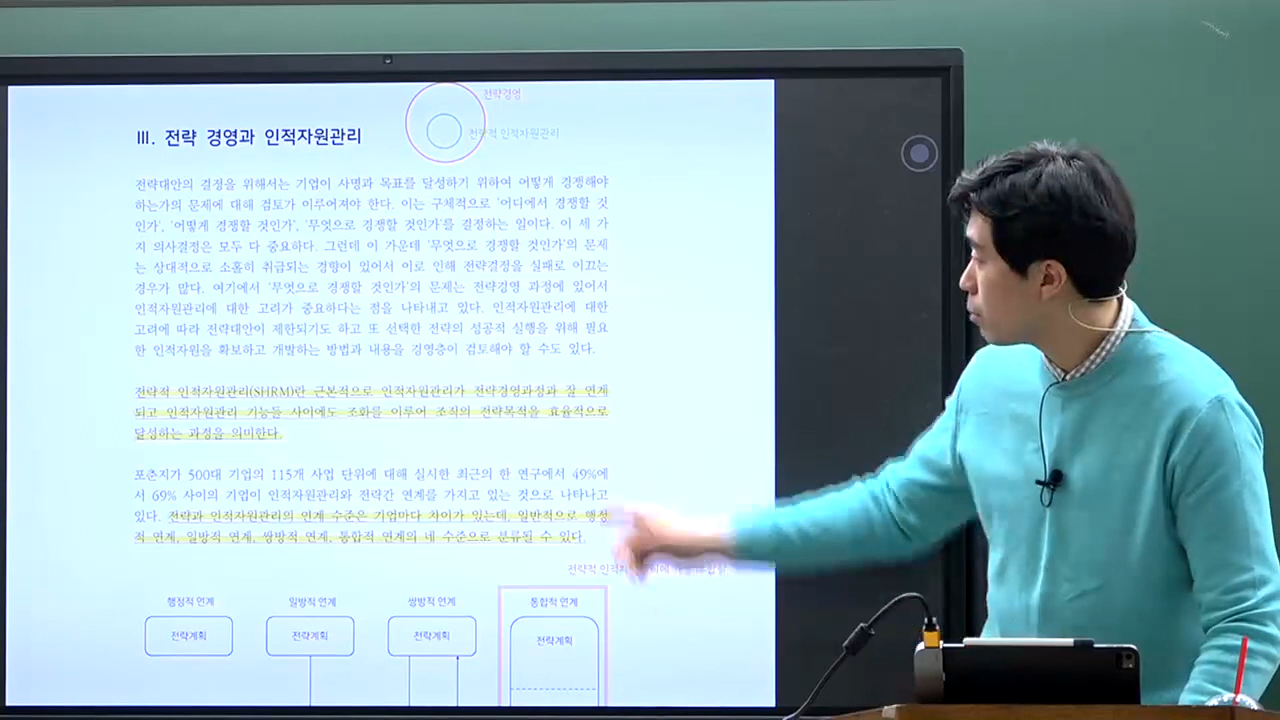 전략경영
Ⅲ. 전략 경영과 인적자원관리
전략적 인적자원관리
전략대안의 결정을 위해서는 기업이 사명과 목표를 달성하기 위하여 어떻게 경쟁해야
하는가의 문제에 대해 검토가 이루어져야 한다. 이는 구체적으로 '어디에서 경쟁할 것
인가', '어떻게 경쟁할 것인가', '무엇으로 경쟁할 것인가'를 결정하는 일이다. 이 세 가
지 의사결정은 모두 다 중요하다. 그런데 이 가운데 '무엇으로 경쟁할 것인가'의 문제
는 상대적으로 소홀히 취급되는 경향이 있어서 이로 인해 전략결정을 실패로 이끄는
경우가 많다. 여기에서 '무엇으로 경쟁할 것인가'의 문제는 전략경영 과정에 있어서
인적자원관리에 대한 고려가 중요하다는 점을 나타내고 있다. 인적자원관리에 대한
고려에 따라 전략대안이 제한되기도 하고 또 선택한 전략의 성공적 실행을 위해 필요
한 인적자원을 확보하고 개발하는 방법과 내용을 경영층이 검토해야 할 수도 있다.
전략적 인적자원관리(SHRM)란 근본적으로 인적자원관리가 전략경영과정과 잘 연계
되고 인적자원관리 기능들 사이에도 조화를 이루어 조직의 전략목적을 효율적으로
달성하는 과정을 의미한다.
포춘지가 500대 기업의 115개 사업 단위에 대해 실시한 최근의 한 연구에서 49%에
서 69% 사이의 기업이 인적자원관리와 전략간 연계를 가지고 있는 것으로 나타나고
있다. 전략과 인적자원관리의 연계 수준은 기업마다 차이가 있는데, 일반적으로 행정
적 연계, 일방적 연계, 쌍방적 연계, 통합적 연계의 네 수준으로 분류될 수 있다.
전략적
행정적 연계 일방적 연계 쌍방적 연계 통합적 연계
전략계획 전략계획 전략계획 전략계획